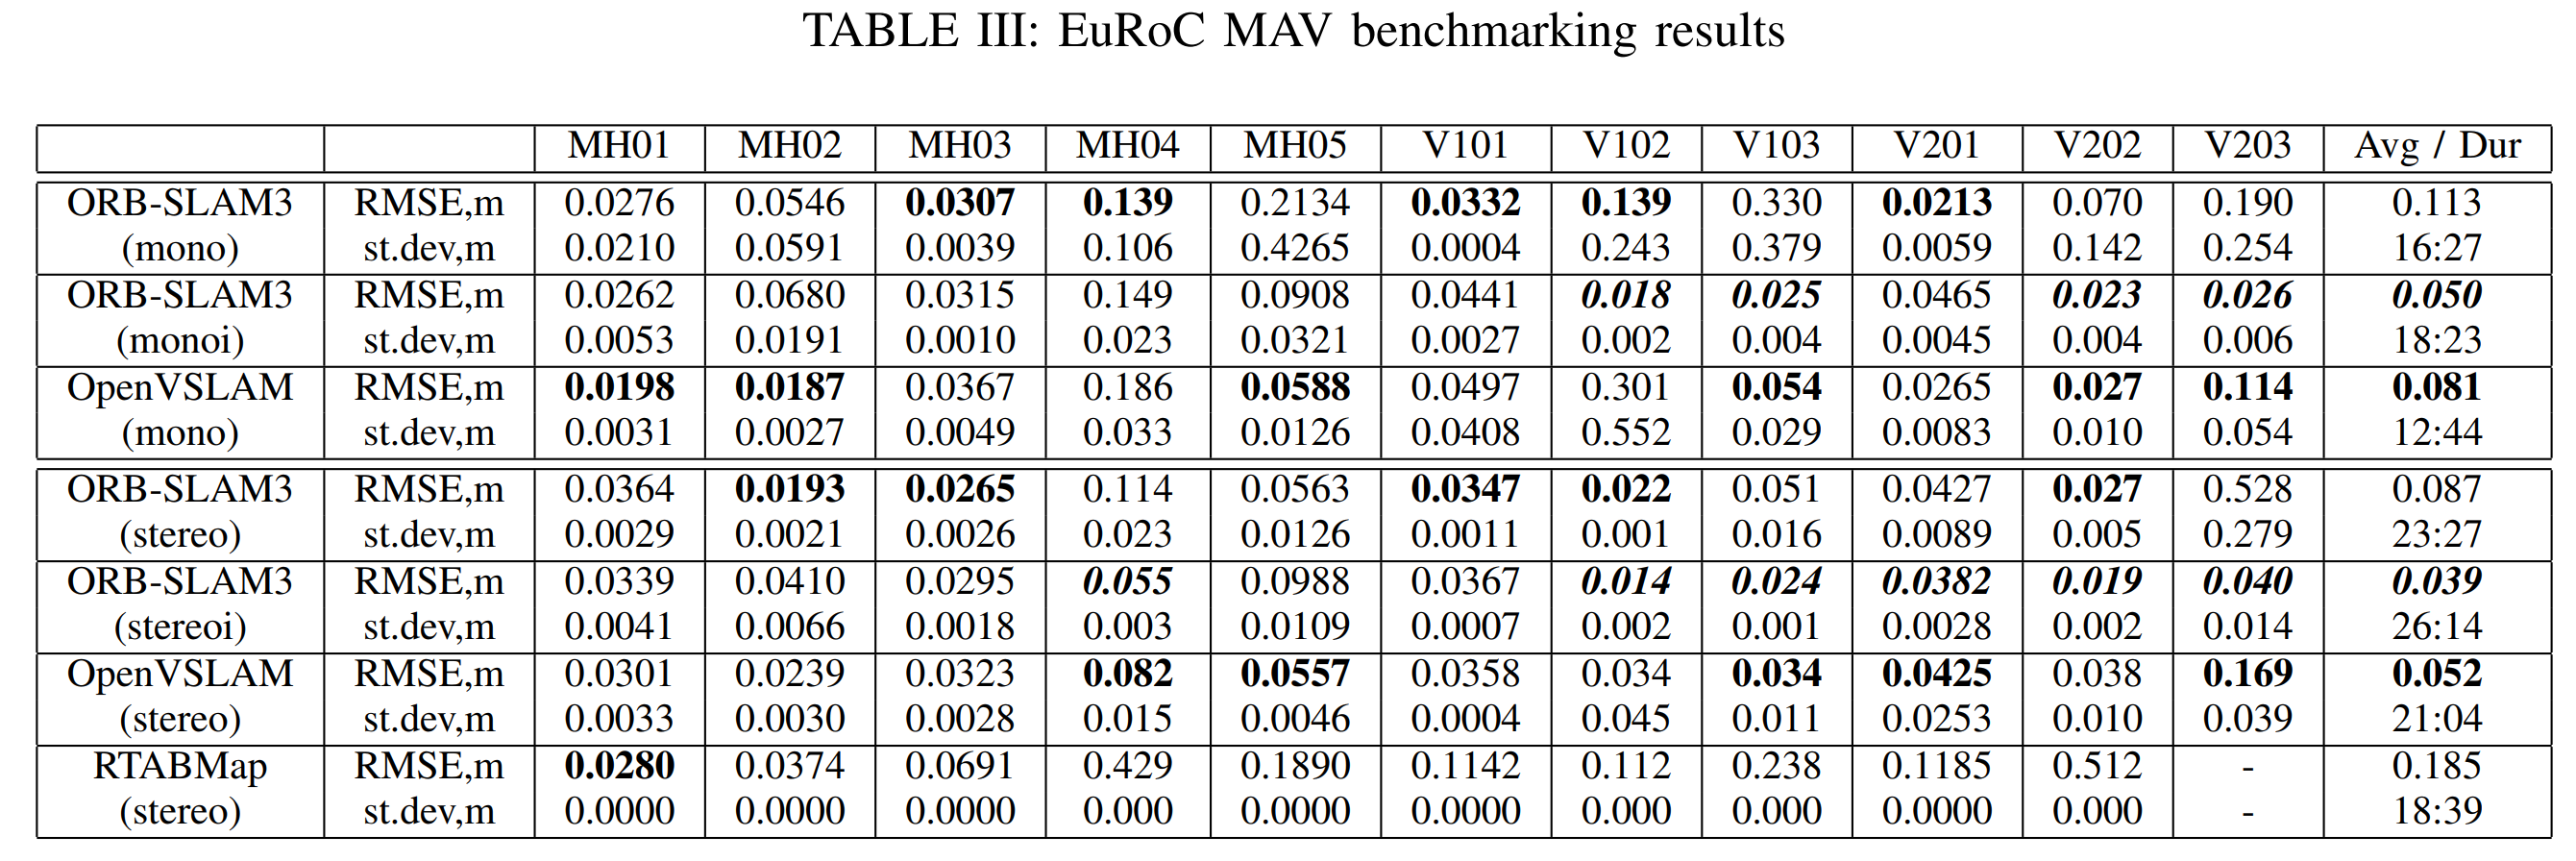 TABLE III: EuRoC MAV benchmarking results
MH01 MH02 MH03 MH04 MH05 V101 V102 V103 V201 V202 V203 Avg / Dur
ORB-SLAM3 RMSE,m 0.0276 0.0546 0.0307 0.139 0.2134 0.0332 0.139 0.330 0.0213 0.070 0.190 0.113
(mono) st.dev,m 0.0210 0.0591 0.0039 0.106 0.4265 0.0004 0.243 0.379 0.0059 0.142 0.254 16:27
ORB-SLAM3 RMSE,m 0.0262 0.0680 0.0315 0.149 0.0908 0.0441 0.018 0.025 0.0465 0.023 0.026 0.050
(monoi) st.dev,m 0.0053 0.0191 0.0010 0.023 0.0321 0.0027 0.002 0.004 0.0045 0.004 0.006 18:23
OpenVSLAM RMSE,m 0.0198 0.0187 0.0367 0.186 0.0588 0.0497 0.301 0.054 0.0265 0.027 0.114 0.081
(mono) st.dev,m 0.0031 0.0027 0.0049 0.033 0.0126 0.0408 0.552 0.029 0.0083 0.010 0.054 12:44
ORB-SLAM3 RMSE,m 0.0364 0.0193 0.0265 0.114 0.0563 0.0347 0.022 0.051 0.0427 0.027 0.528 0.087
(stereo) st.dev,m 0.0029 0.0021 0.0026 0.023 0.0126 0.0011 0.001 0.016 0.0089 0.005 0.279 23:27
ORB-SLAM3 RMSE,m 0.0339 0.0410 0.0295 0.055 0.0988 0.0367 0.014 0.024 0.0382 0.019 0.040 0.039
(stereoi) st.dev,m 0.0041 0.0066 0.0018 0.003 0.0109 0.0007 0.002 0.001 0.0028 0.002 0.014 26:14
OpenVSLAM RMSE,m 0.0301 0.0239 0.0323 0.082 0.0557 0.0358 0.034 0.034 0.0425 0.038 0.169 0.052
(stereo) st.dev,m 0.0033 0.0030 0.0028 0.015 0.0046 0.0004 0.045 0.011 0.0253 0.010 0.039 21:04
RTABMap RMSE,m 0.0280 0.0374 0.0691 0.429 0.1890 0.1142 0.112 0.238 0.1185 0.512 - 0.185
(stereo) st.dev,m 0.0000 0.0000 0.0000 0.000 0.0000 0.0000 0.000 0.000 0.0000 0.000 - 18:39